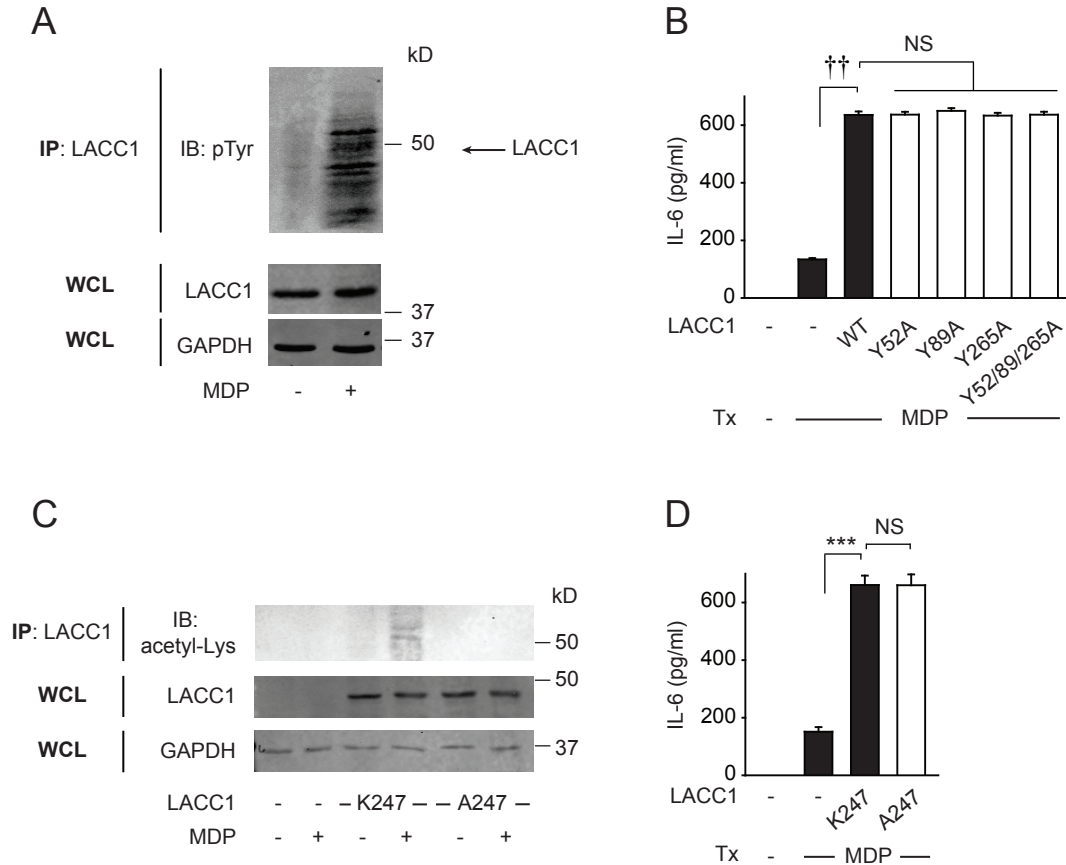 A
kD
IP: LACC1
IB: pTyr
50
LACC1
WCL
LACC1
37
WCL
GAPDH
37
MDP
-
+
B
NS
††
IL-6 (pg/ml)
600
400
200
0
LACC1
-
-
WT
Y52A
Y89A
Y265A
Y52/89/265A
Tx
-
MDP
C
kD
IP: LACC1
IB:
acetyl-Lys
50
WCL
LACC1
50
WCL
GAPDH
37
LACC1
-
-
K247
A247
MDP
-
+
-
+
-
+
D
NS
***
IL-6 (pg/ml)
600
400
200
0
LACC1
-
-
K247
A247
Tx
-
MDP